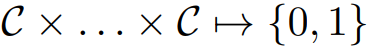 𝒞 × … × 𝒞 ↦ {0, 1}